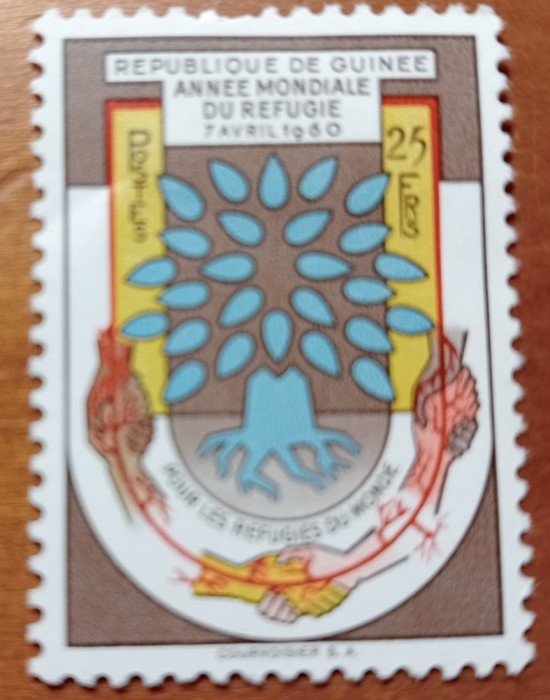 REPUBLIQUE DE GUINEE
ANNEE MONDIALE
DU REFUGIE
7 AVRIL 1960
POSTES
25
FRS
POUR LES REFUGIES DU MONDE
COURVOISIER S. A.